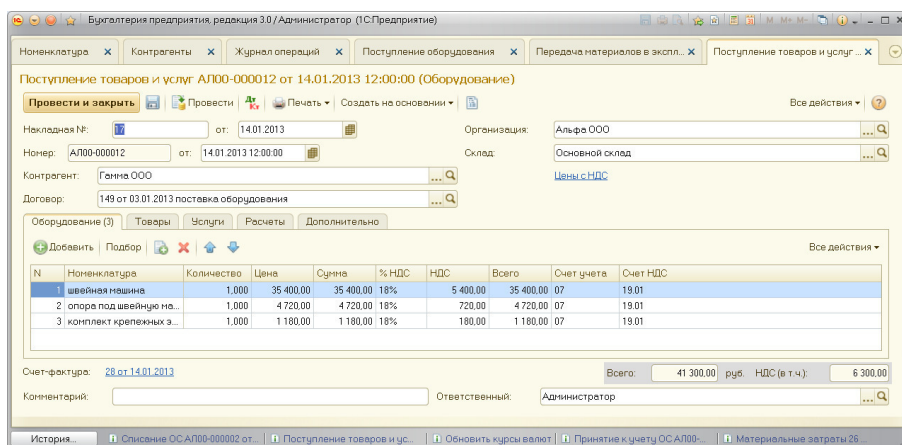 Бухгалтерия предприятия, редакция 3.0 / Администратор (1С:Предприятие)
M M+ M-
Номенклатура Контрагенты Журнал операций Поступление оборудования Передача материалов в экспл... Поступление товаров и услуг ...
Поступление товаров и услуг АЛ00-000012 от 14.01.2013 12:00:00 (Оборудование)
Провести и закрыть Провести Печать Создать на основании Все действия ?
Накладная №: 17 от: 14.01.2013 Организация: Альфа ООО ...
Номер: АЛ00-000012 от: 14.01.2013 12:00:00 Склад: Основной склад ...
Контрагент: Гамма ООО ... Цены с НДС
Договор: 149 от 03.01.2013 поставка оборудования ...
Оборудование (3) Товары Услуги Расчеты Дополнительно
Добавить Подбор Все действия
N Номенклатура Количество Цена Сумма % НДС НДС Всего Счет учета Счет НДС
1 швейная машина 1,000 35 400,00 35 400,00 18% 5 400,00 35 400,00 07 19.01
2 опора под швейную ма... 1,000 4 720,00 4 720,00 18% 720,00 4 720,00 07 19.01
3 комплект крепежных э... 1,000 1 180,00 1 180,00 18% 180,00 1 180,00 07 19.01
Счет-фактура: 28 от 14.01.2013 Всего: 41 300,00 руб. НДС (в т.ч.): 6 300,00
Комментарий: Ответственный: Администратор ...
История... Списание ОС АЛ00-000002 от... Поступление товаров и ус... Обновить курсы валют Принятие к учету ОС АЛ00-... Материальные затраты 26 ...